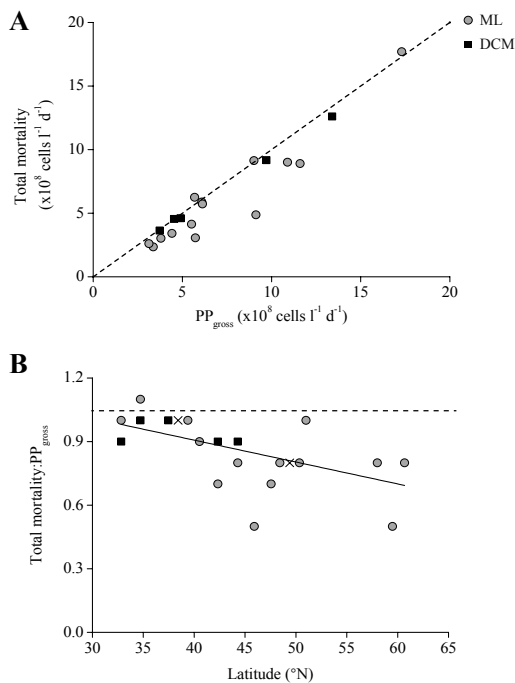 A
ML
DCM
Total mortality
(x10⁸ cells l⁻¹ d⁻¹)
20
15
10
5
0
0 5 10 15 20
PPgross (x10⁸ cells l⁻¹ d⁻¹)
B
Total mortality:PPgross
1.2
0.9
0.6
0.3
0.0
30 35 40 45 50 55 60 65
Latitude (°N)